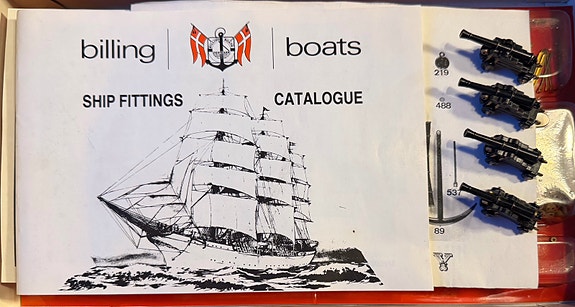 billing boats
SHIP FITTINGS CATALOGUE
219
488
537
89